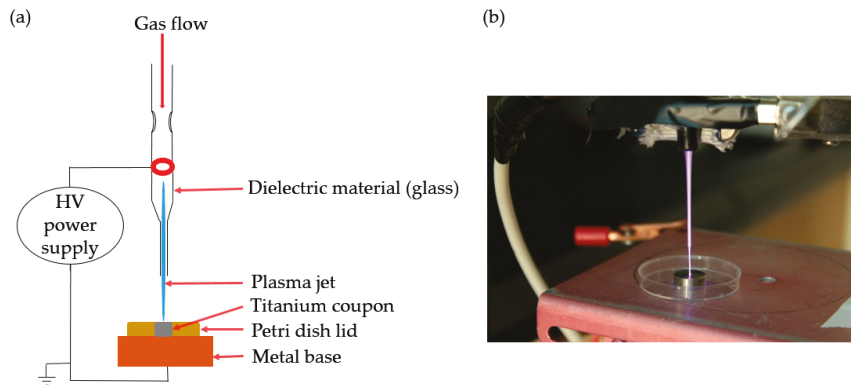 (a)
Gas flow
HV
power
supply
Dielectric material (glass)
Plasma jet
Titanium coupon
Petri dish lid
Metal base
(b)